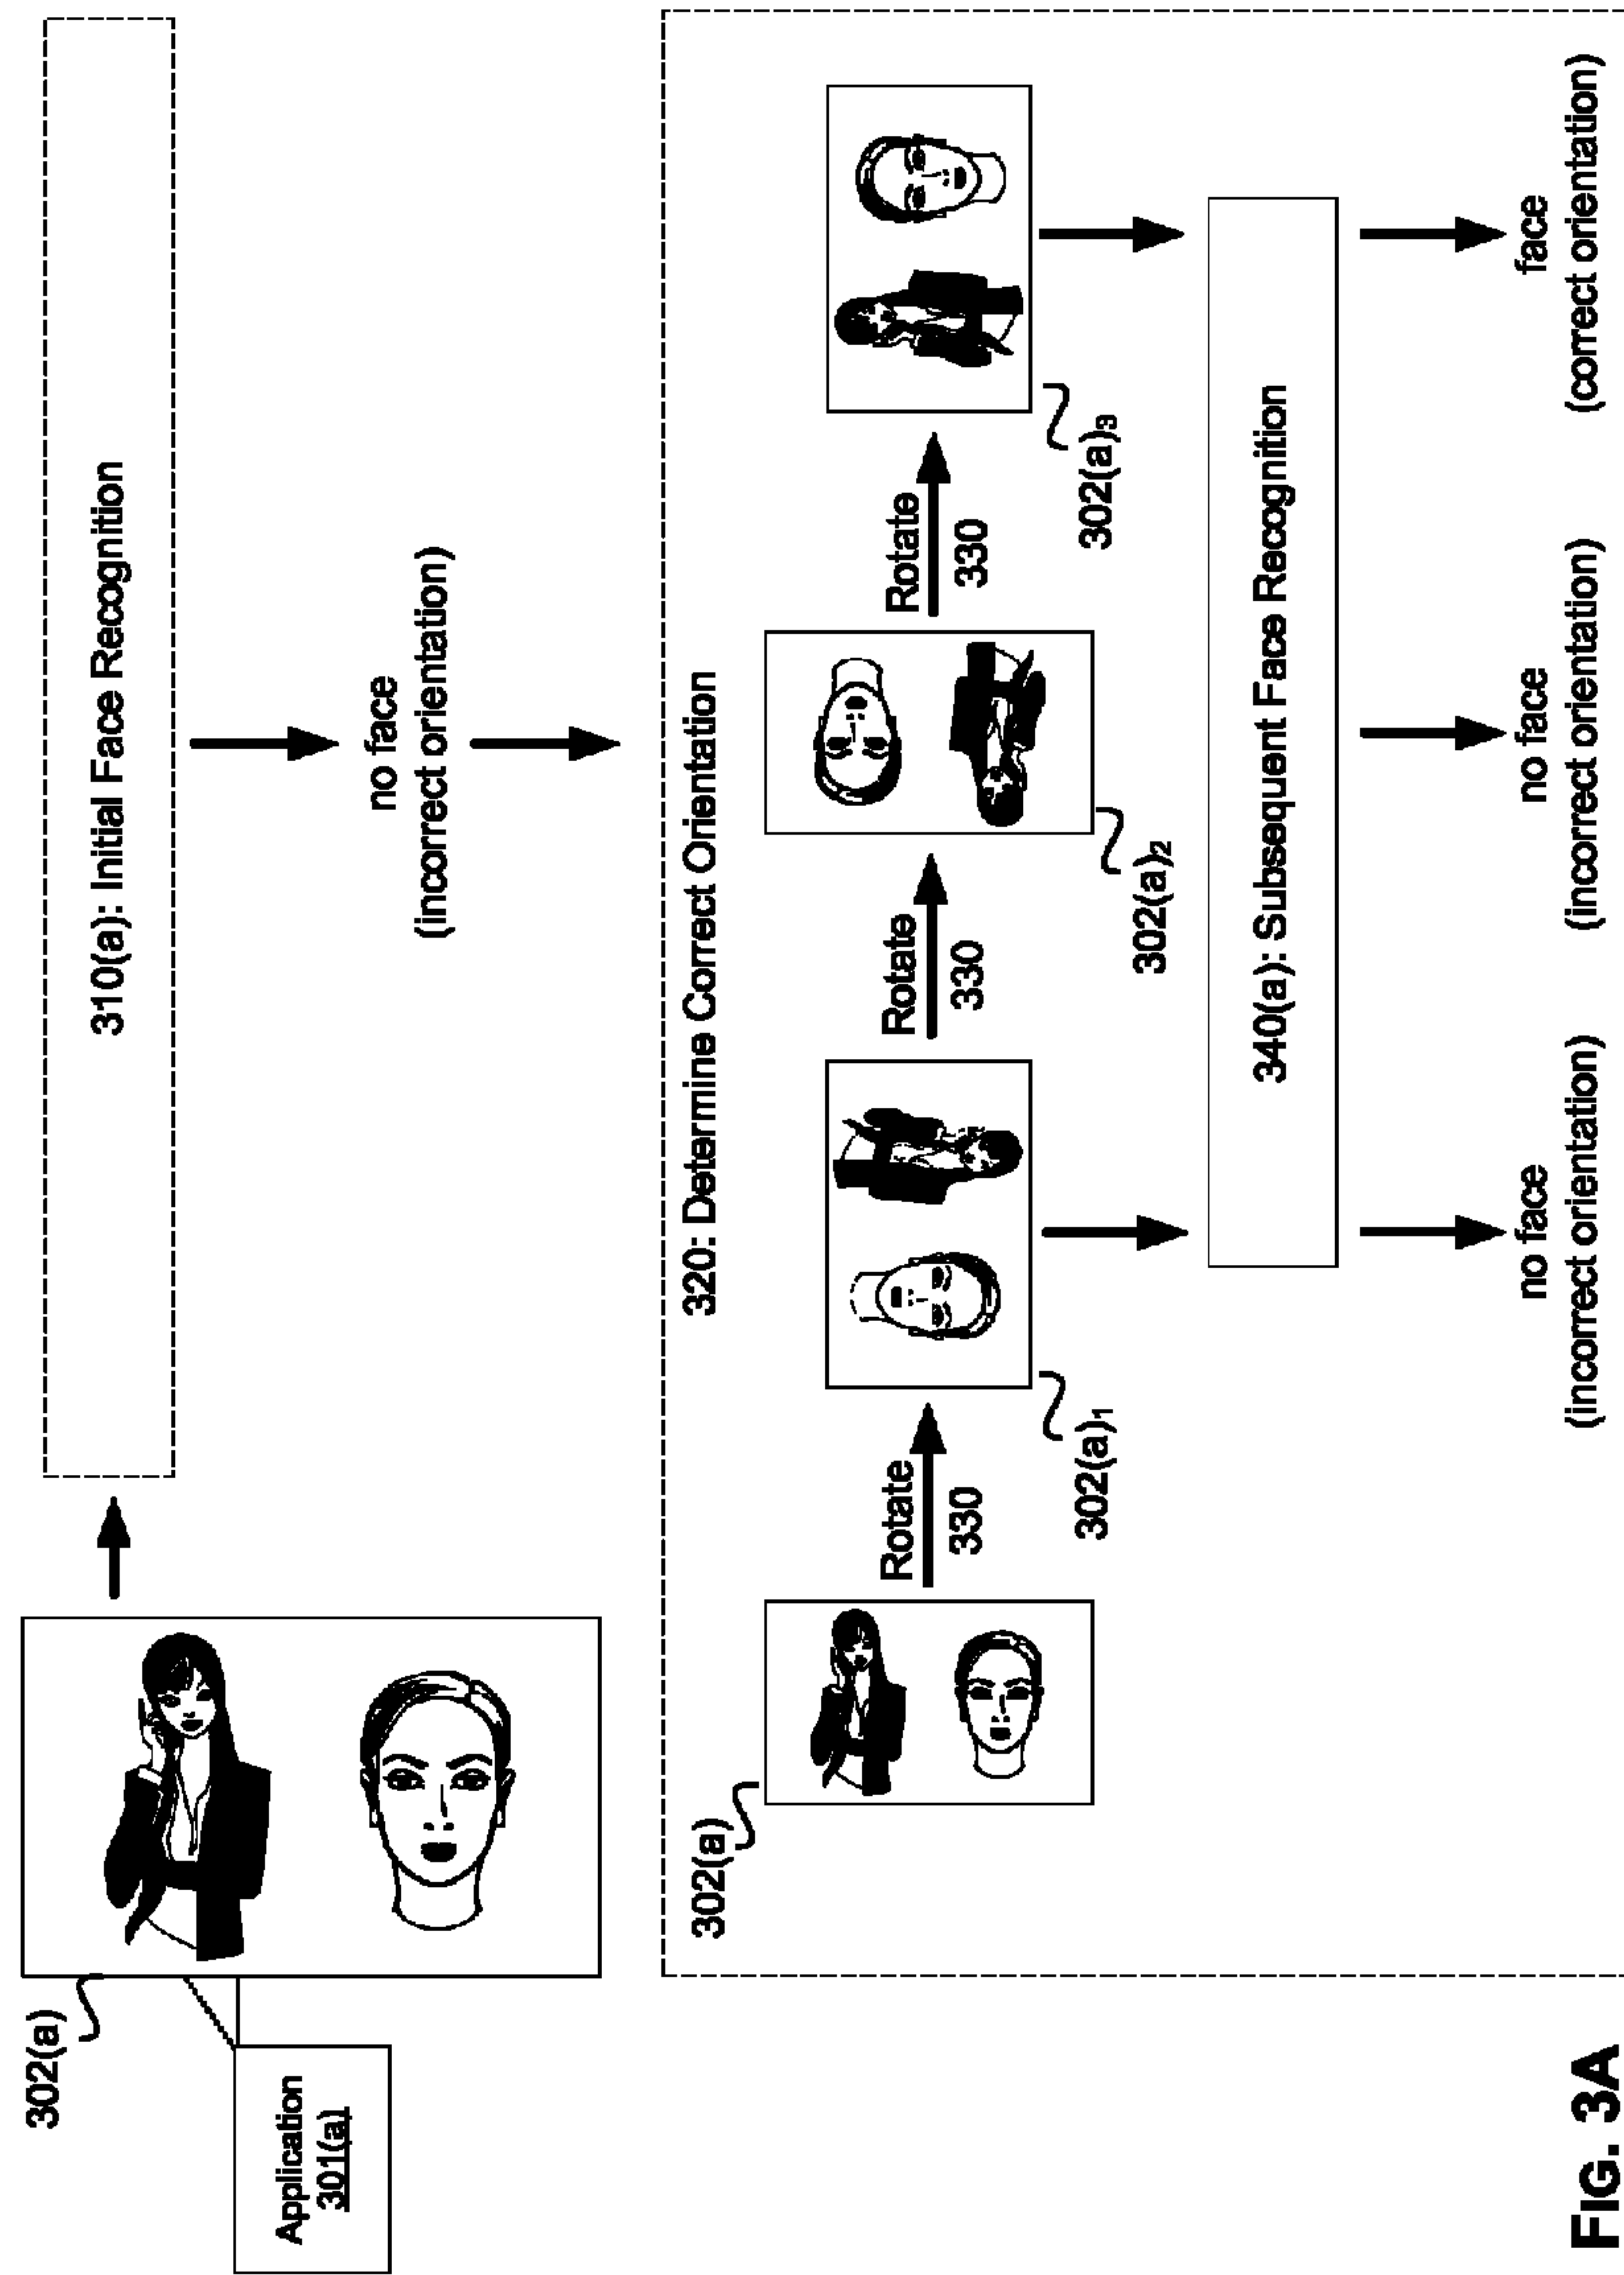 302(a)
310(a): Initial Face Recognition
Application
301(a)
no face
(incorrect orientation)
320: Determine Correct Orientation
302(a)
Rotate
330
Rotate
330
Rotate
330
302(a)1
302(a)2
302(a)3
340(a): Subsequent Face Recognition
no face
(incorrect orientation)
no face
(incorrect orientation)
face
(correct orientation)
FIG. 3A